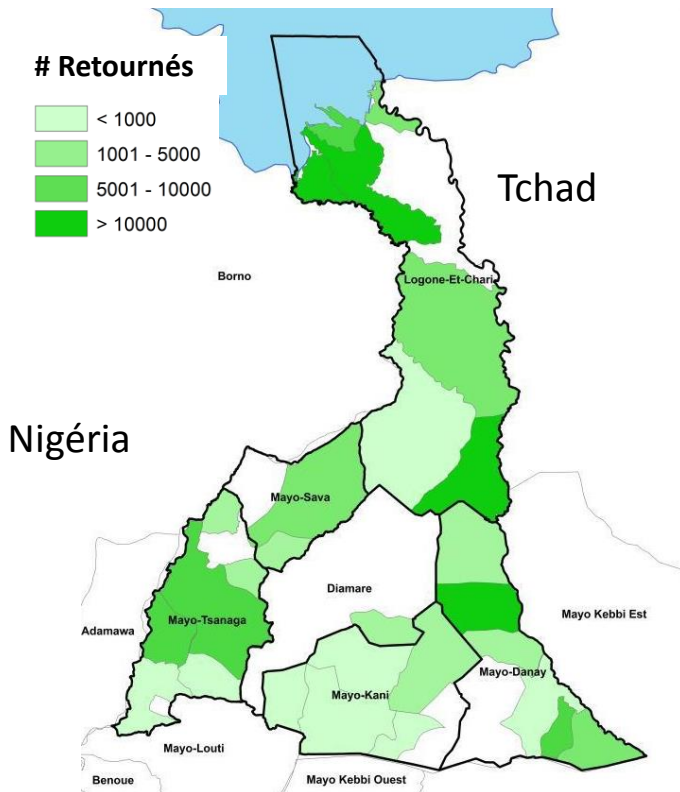 # Retournés
< 1000
1001 - 5000
5001 - 10000
> 10000
Tchad
Borno
Logone-Et-Chari
Nigéria
Mayo-Sava
Diamare
Mayo Kebbi Est
Mayo-Tsanaga
Adamawa
Mayo-Danay
Mayo-Kani
Mayo-Louti
Benoue
Mayo Kebbi Ouest